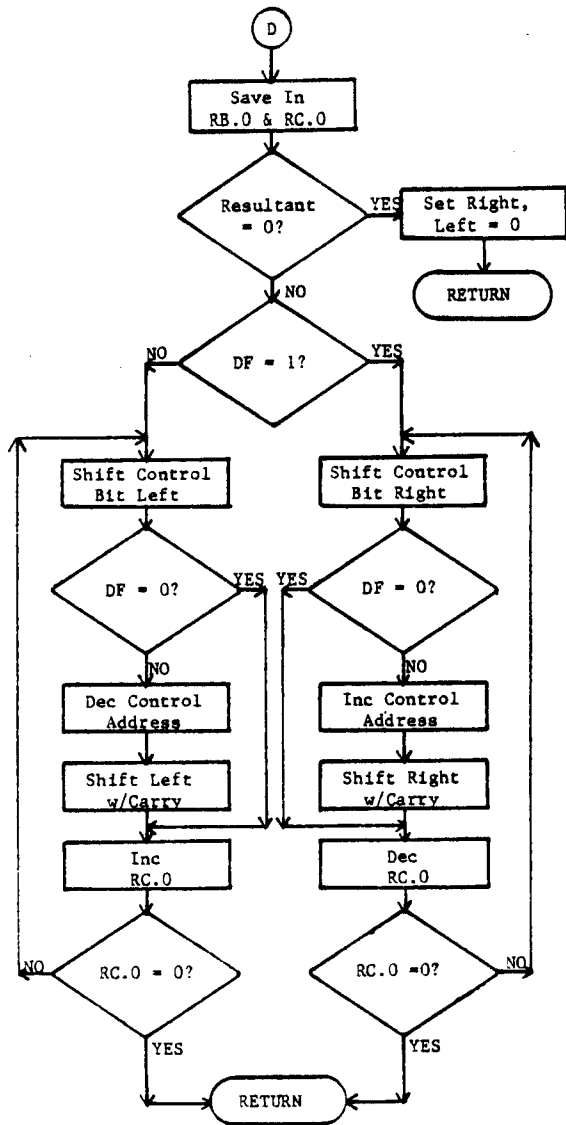 D
Save In
RB.0 & RC.0
Resultant
= 0?
YES
Set Right,
Left = 0
RETURN
NO
DF = 1?
NO
YES
Shift Control
Bit Left
Shift Control
Bit Right
DF = 0?
YES
YES
DF = 0?
NO
NO
Dec Control
Address
Inc Control
Address
Shift Left
w/Carry
Shift Right
w/Carry
Inc
RC.0
Dec
RC.0
NO
RC.0 = 0?
RC.0 =0?
NO
YES
YES
RETURN